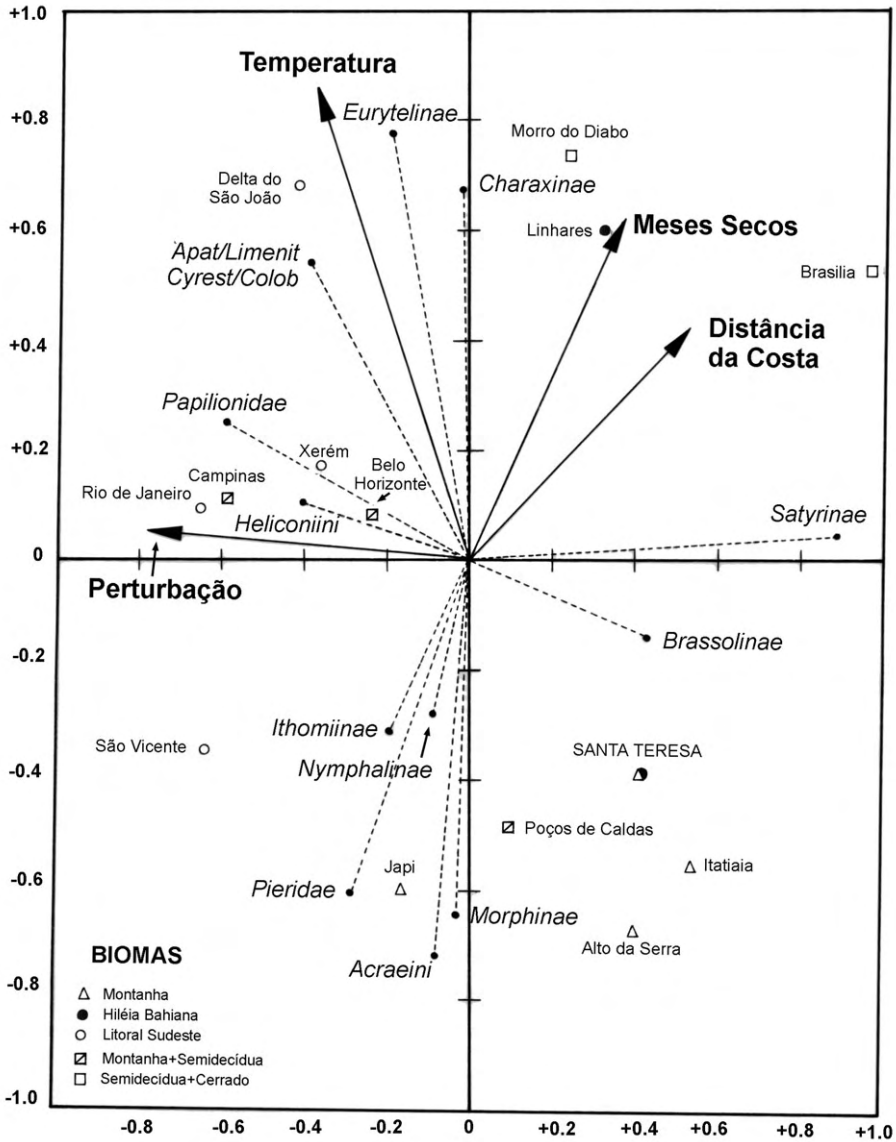 +1.0
Temperatura
Eurytelinae
+0.8
Morro do Diabo
Delta do
São João
Charaxinae
+0.6
Linhares
Meses Secos
Apat/Limenit
Cyrest/Colob
Brasilia
+0.4
Distância
da Costa
Papilionidae
+0.2
Xerém
Belo
Horizonte
Campinas
Rio de Janeiro
Heliconiini
Satyrinae
0
Perturbação
Brassolinae
-0.2
Ithomiinae
São Vicente
Nymphalinae
SANTA TERESA
-0.4
Poços de Caldas
Japi
Itatiaia
-0.6
Pieridae
Morphinae
Alto da Serra
BIOMAS
Acraeini
-0.8
Montanha
Hiléia Bahiana
Litoral Sudeste
Montanha+Semidecídua
Semidecídua+Cerrado
-1.0
-0.8 -0.6 -0.4 -0.2 0 +0.2 +0.4 +0.6 +0.8 1.0